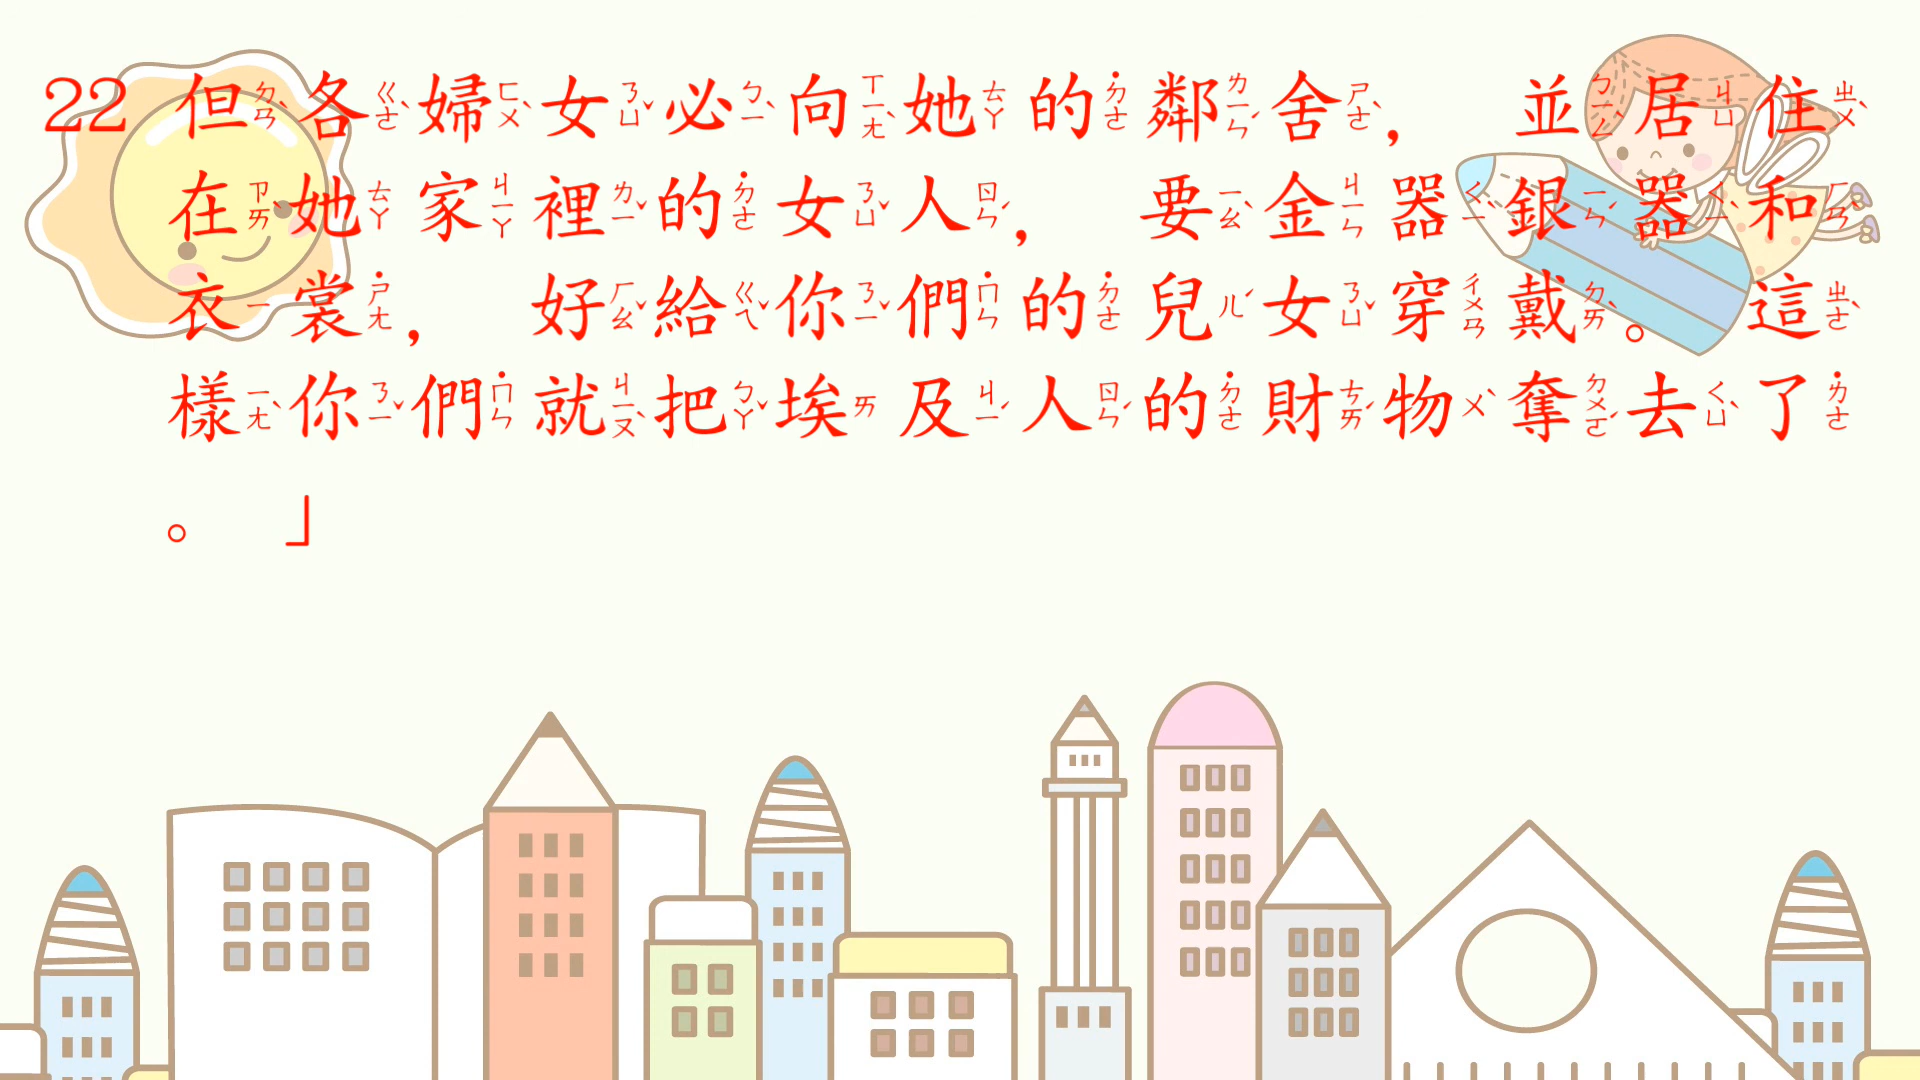 22 但各婦女必向她的鄰舍，並居住
在她家裡的女人，要金器銀器和
衣裳，好給你們的兒女穿戴。這
樣你們就把埃及人的財物奪去了
。」